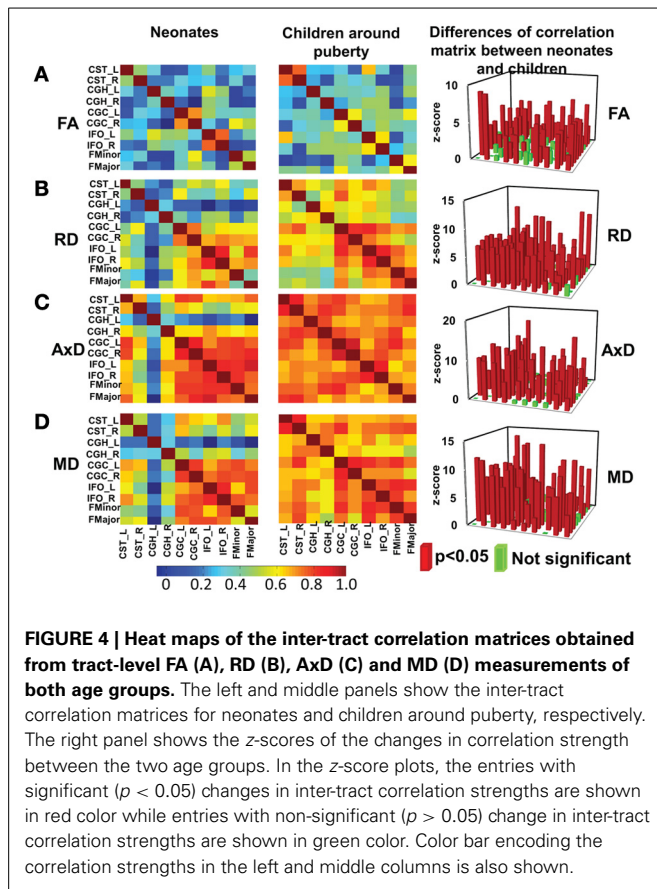 Neonates
Children around
puberty
Differences of correlation
matrix between neonates
and children
A
FA
CST_L
CST_R
CGH_L
CGH_R
CGC_L
CGC_R
IFO_L
IFO_R
FMinor
FMajor
z-score
10
5
0
FA
B
RD
CST_L
CST_R
CGH_L
CGH_R
CGC_L
CGC_R
IFO_L
IFO_R
FMinor
FMajor
z-score
15
10
5
0
RD
C
AxD
CST_L
CST_R
CGH_L
CGH_R
CGC_L
CGC_R
IFO_L
IFO_R
FMinor
FMajor
z-score
20
10
0
AxD
D
MD
CST_L
CST_R
CGH_L
CGH_R
CGC_L
CGC_R
IFO_L
IFO_R
FMinor
FMajor
z-score
15
10
5
0
MD
CST_L
CST_R
CGH_L
CGH_R
CGC_L
CGC_R
IFO_L
IFO_R
FMinor
FMajor
CST_L
CST_R
CGH_L
CGH_R
CGC_L
CGC_R
IFO_L
IFO_R
FMinor
FMajor
p<0.05
Not significant
0 0.2 0.4 0.6 0.8 1.0
FIGURE 4 | Heat maps of the inter-tract correlation matrices obtained
from tract-level FA (A), RD (B), AxD (C) and MD (D) measurements of
both age groups. The left and middle panels show the inter-tract
correlation matrices for neonates and children around puberty, respectively.
The right panel shows the z-scores of the changes in correlation strength
between the two age groups. In the z-score plots, the entries with
significant (p < 0.05) changes in inter-tract correlation strengths are shown
in red color while entries with non-significant (p > 0.05) change in inter-tract
correlation strengths are shown in green color. Color bar encoding the
correlation strengths in the left and middle columns is also shown.